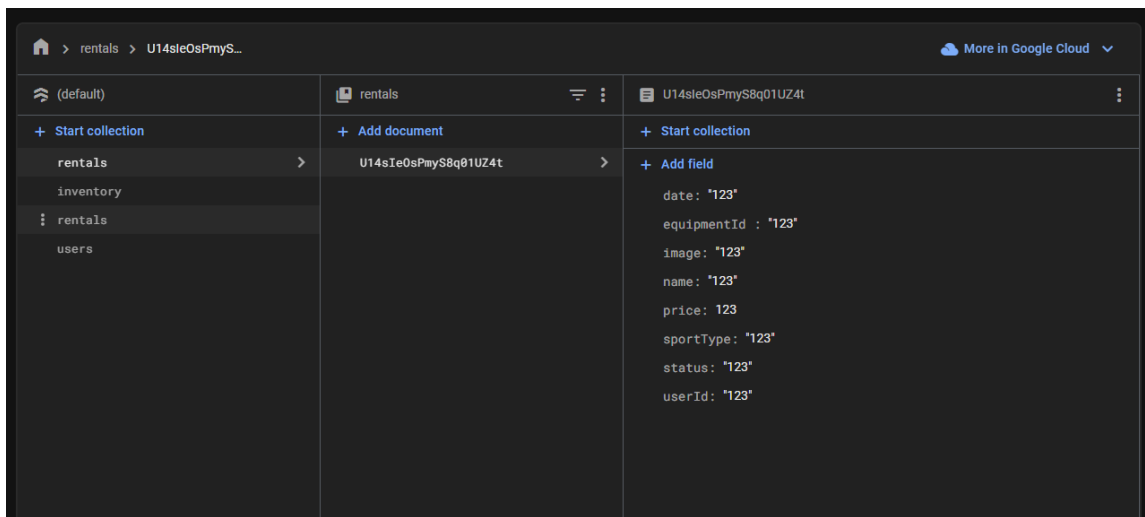 rentals > U14sIeOsPmyS...
More in Google Cloud
(default)
rentals
U14sIeOsPmyS8q01UZ4t
+ Start collection
+ Add document
+ Start collection
rentals
U14sIeOsPmyS8q01UZ4t
+ Add field
inventory
rentals
users
date: "123"
equipmentId : "123"
image: "123"
name: "123"
price: 123
sportType: "123"
status: "123"
userId: "123"